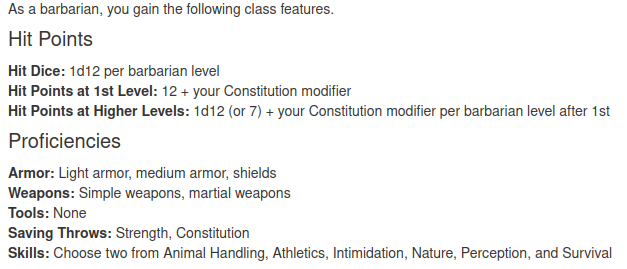 As a barbarian, you gain the following class features.
Hit Points
Hit Dice: 1d12 per barbarian level
Hit Points at 1st Level: 12 + your Constitution modifier
Hit Points at Higher Levels: 1d12 (or 7) + your Constitution modifier per barbarian level after 1st
Proficiencies
Armor: Light armor, medium armor, shields
Weapons: Simple weapons, martial weapons
Tools: None
Saving Throws: Strength, Constitution
Skills: Choose two from Animal Handling, Athletics, Intimidation, Nature, Perception, and Survival